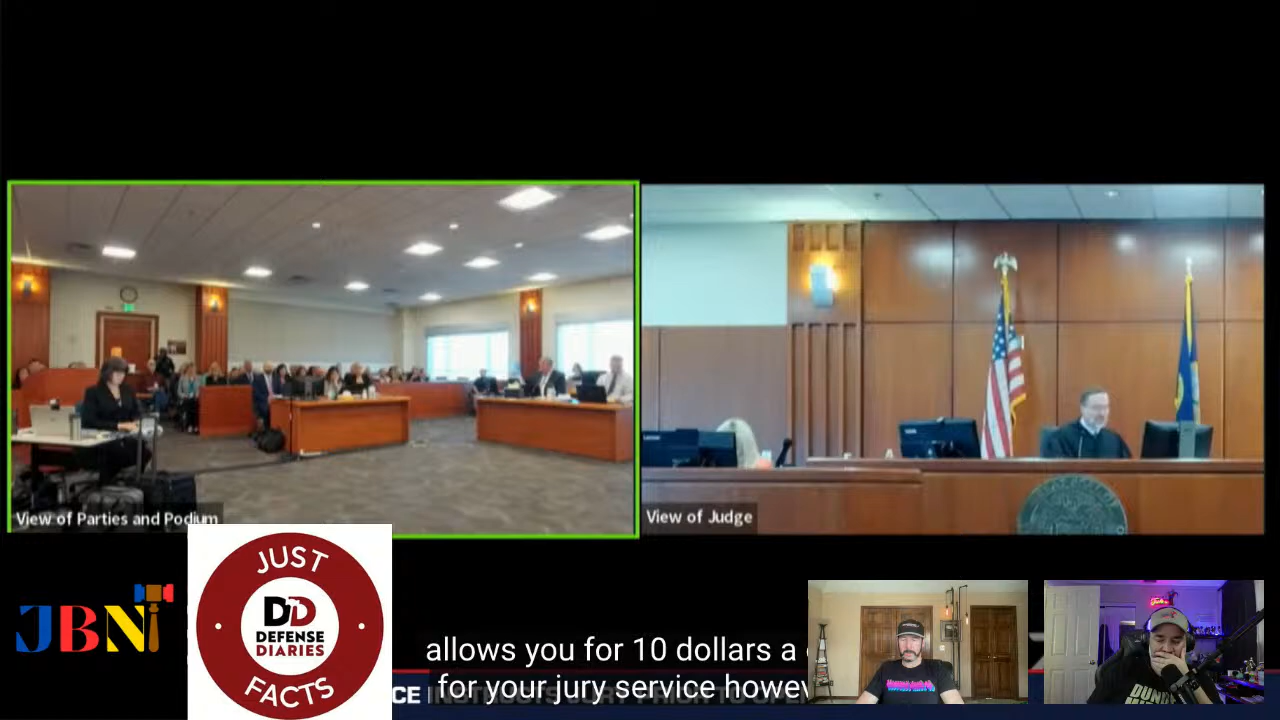 View of Parties and Podium
View of Judge
JBN
JUST
DD
DEFENSE
DIARIES
FACTS
allows you for 10 dollars a
for your jury service howev